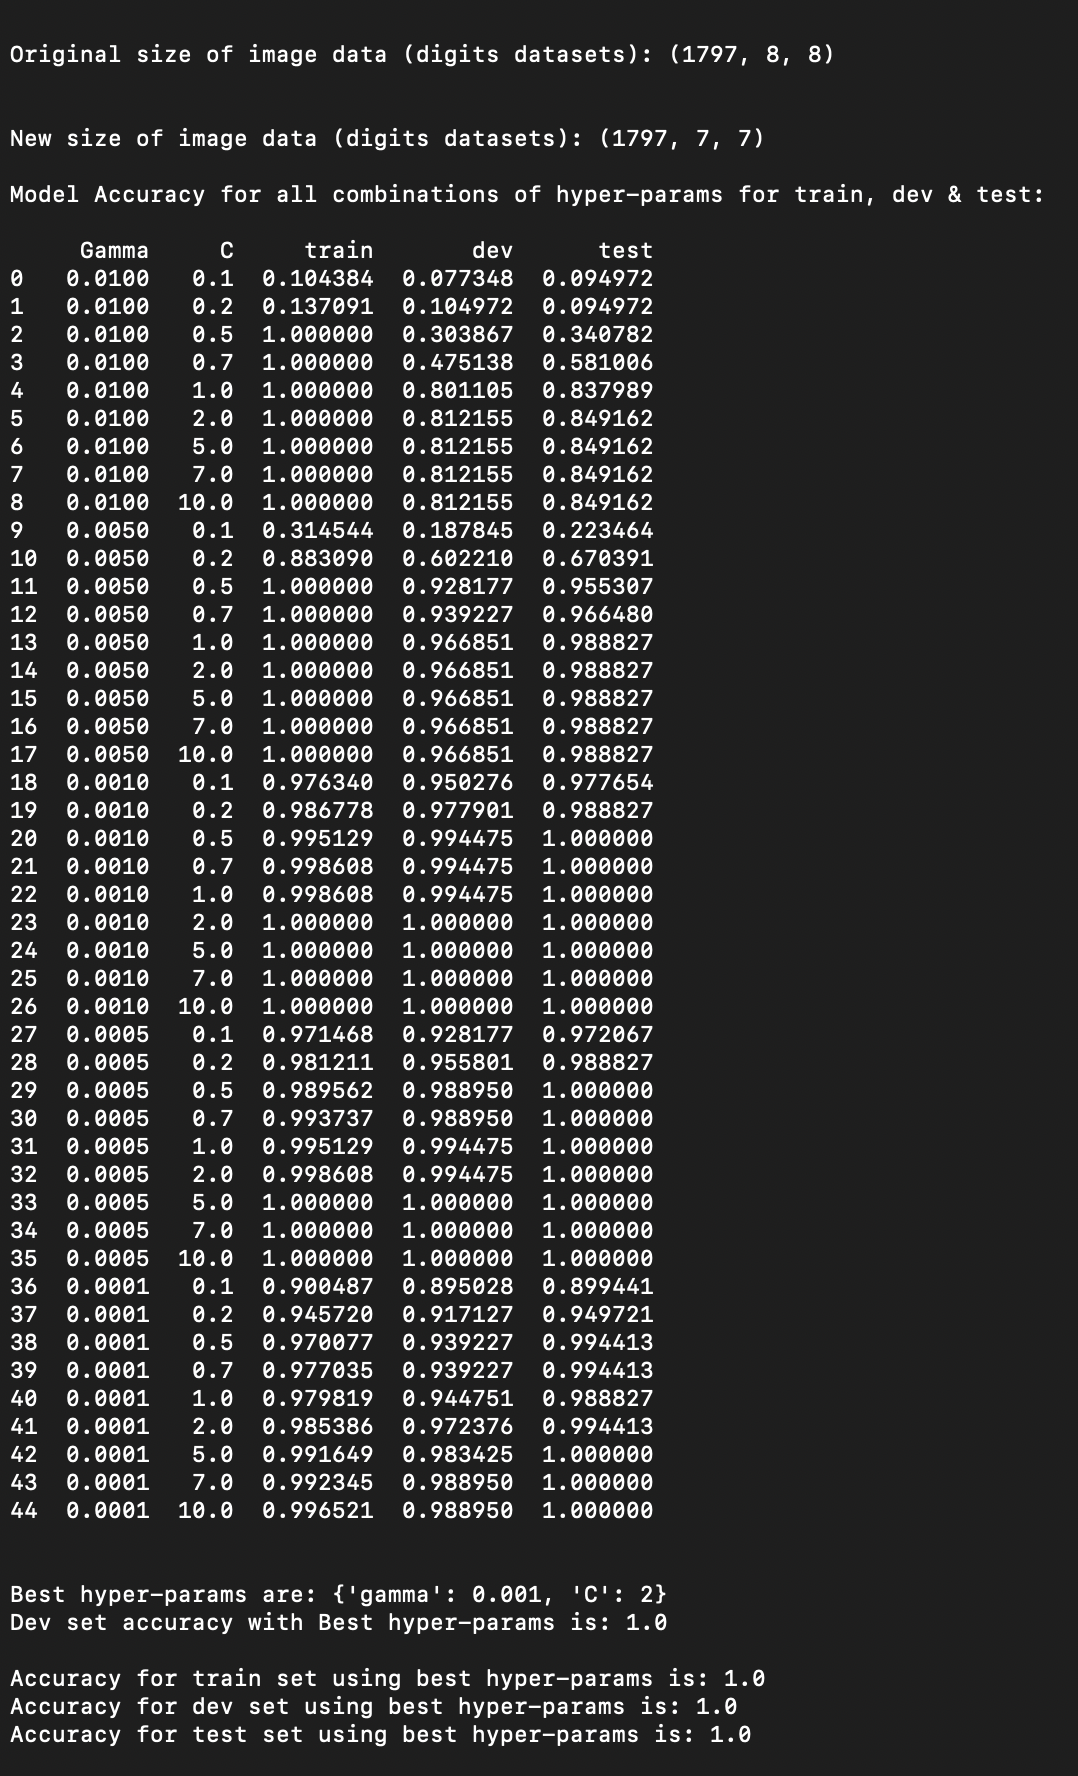 Original size of image data (digits datasets): (1797, 8, 8)
New size of image data (digits datasets): (1797, 7, 7)
Model Accuracy for all combinations of hyper-params for train, dev & test:
Gamma C train dev test
0 0.0100 0.1 0.104384 0.077348 0.094972
1 0.0100 0.2 0.137091 0.104972 0.094972
2 0.0100 0.5 1.000000 0.303867 0.340782
3 0.0100 0.7 1.000000 0.475138 0.581006
4 0.0100 1.0 1.000000 0.801105 0.837989
5 0.0100 2.0 1.000000 0.812155 0.849162
6 0.0100 5.0 1.000000 0.812155 0.849162
7 0.0100 7.0 1.000000 0.812155 0.849162
8 0.0100 10.0 1.000000 0.812155 0.849162
9 0.0050 0.1 0.314544 0.187845 0.223464
10 0.0050 0.2 0.883090 0.602210 0.670391
11 0.0050 0.5 1.000000 0.928177 0.955307
12 0.0050 0.7 1.000000 0.939227 0.966480
13 0.0050 1.0 1.000000 0.966851 0.988827
14 0.0050 2.0 1.000000 0.966851 0.988827
15 0.0050 5.0 1.000000 0.966851 0.988827
16 0.0050 7.0 1.000000 0.966851 0.988827
17 0.0050 10.0 1.000000 0.966851 0.988827
18 0.0010 0.1 0.976340 0.950276 0.977654
19 0.0010 0.2 0.986778 0.977901 0.988827
20 0.0010 0.5 0.995129 0.994475 1.000000
21 0.0010 0.7 0.998608 0.994475 1.000000
22 0.0010 1.0 0.998608 0.994475 1.000000
23 0.0010 2.0 1.000000 1.000000 1.000000
24 0.0010 5.0 1.000000 1.000000 1.000000
25 0.0010 7.0 1.000000 1.000000 1.000000
26 0.0010 10.0 1.000000 1.000000 1.000000
27 0.0005 0.1 0.971468 0.928177 0.972067
28 0.0005 0.2 0.981211 0.955801 0.988827
29 0.0005 0.5 0.989562 0.988950 1.000000
30 0.0005 0.7 0.993737 0.988950 1.000000
31 0.0005 1.0 0.995129 0.994475 1.000000
32 0.0005 2.0 0.998608 0.994475 1.000000
33 0.0005 5.0 1.000000 1.000000 1.000000
34 0.0005 7.0 1.000000 1.000000 1.000000
35 0.0005 10.0 1.000000 1.000000 1.000000
36 0.0001 0.1 0.900487 0.895028 0.899441
37 0.0001 0.2 0.945720 0.917127 0.949721
38 0.0001 0.5 0.970077 0.939227 0.994413
39 0.0001 0.7 0.977035 0.939227 0.994413
40 0.0001 1.0 0.979819 0.944751 0.988827
41 0.0001 2.0 0.985386 0.972376 0.994413
42 0.0001 5.0 0.991649 0.983425 1.000000
43 0.0001 7.0 0.992345 0.988950 1.000000
44 0.0001 10.0 0.996521 0.988950 1.000000
Best hyper-params are: {'gamma': 0.001, 'C': 2}
Dev set accuracy with Best hyper-params is: 1.0
Accuracy for train set using best hyper-params is: 1.0
Accuracy for dev set using best hyper-params is: 1.0
Accuracy for test set using best hyper-params is: 1.0